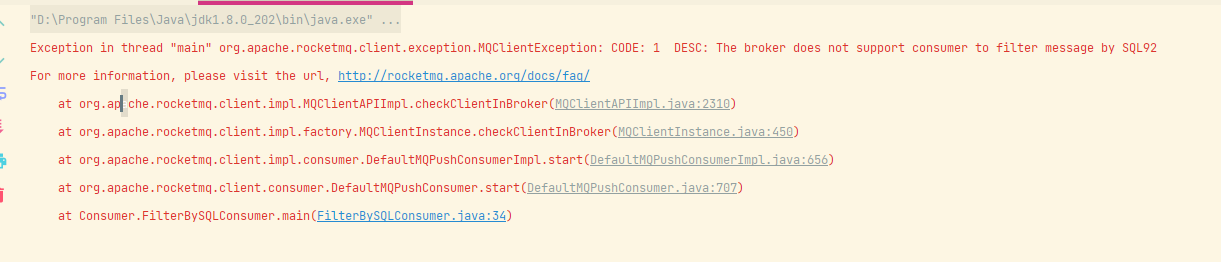 "D:\Program Files\Java\jdk1.8.0_202\bin\java.exe" ...
Exception in thread "main" org.apache.rocketmq.client.exception.MQClientException: CODE: 1  DESC: The broker does not support consumer to filter message by SQL92
For more information, please visit the url, http://rocketmq.apache.org/docs/faq/
    at org.apache.rocketmq.client.impl.MQClientAPIImpl.checkClientInBroker(MQClientAPIImpl.java:2310)
    at org.apache.rocketmq.client.impl.factory.MQClientInstance.checkClientInBroker(MQClientInstance.java:450)
    at org.apache.rocketmq.client.impl.consumer.DefaultMQPushConsumerImpl.start(DefaultMQPushConsumerImpl.java:656)
    at org.apache.rocketmq.client.consumer.DefaultMQPushConsumer.start(DefaultMQPushConsumer.java:707)
    at Consumer.FilterBySQLConsumer.main(FilterBySQLConsumer.java:34)